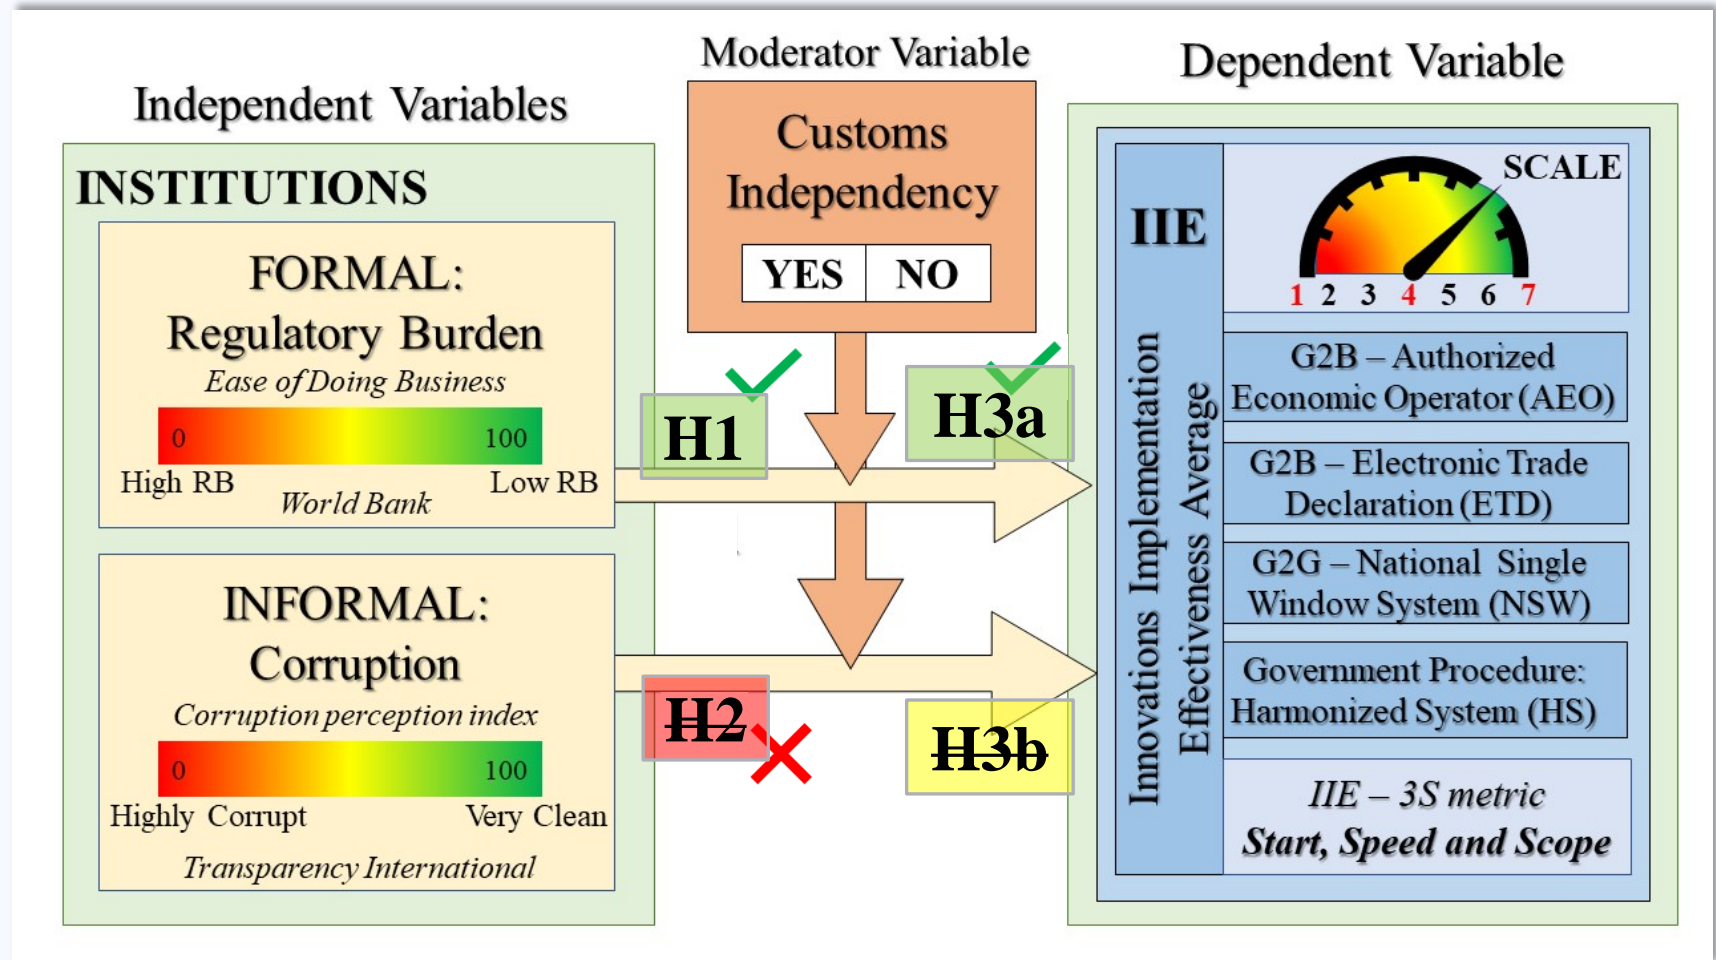 Independent Variables
INSTITUTIONS
FORMAL:
Regulatory Burden
Ease of Doing Business
0 100
High RB Low RB
World Bank
INFORMAL:
Corruption
Corruption perception index
0 100
Highly Corrupt Very Clean
Transparency International
Moderator Variable
Customs
Independency
YES NO
H1
H3a
H2
H3b
Dependent Variable
IIE
Innovations Implementation
Effectiveness Average
SCALE
1 2 3 4 5 6 7
G2B – Authorized
Economic Operator (AEO)
G2B – Electronic Trade
Declaration (ETD)
G2G – National Single
Window System (NSW)
Government Procedure:
Harmonized System (HS)
IIE – 3S metric
Start, Speed and Scope